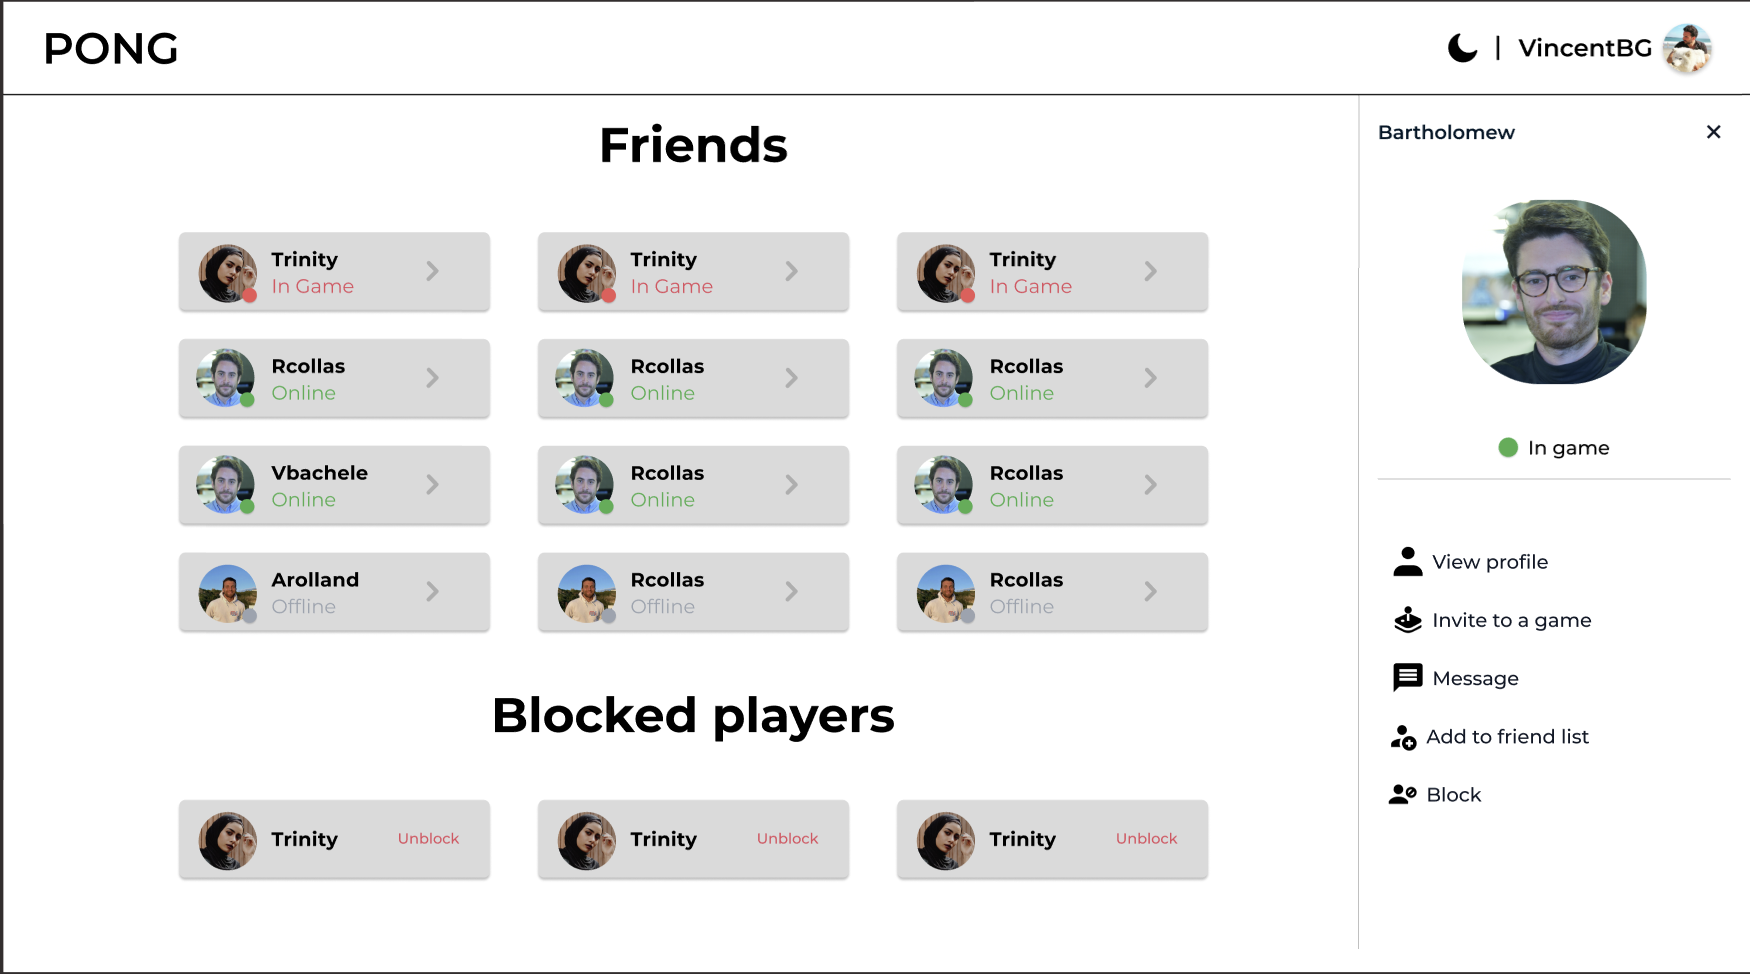 PONG
| VincentBG
Friends
Trinity
In Game
Trinity
In Game
Trinity
In Game
Rcollas
Online
Rcollas
Online
Rcollas
Online
Vbachele
Online
Rcollas
Online
Rcollas
Online
Arolland
Offline
Rcollas
Offline
Rcollas
Offline
Blocked players
Trinity Unblock
Trinity Unblock
Trinity Unblock
Bartholomew
In game
View profile
Invite to a game
Message
Add to friend list
Block